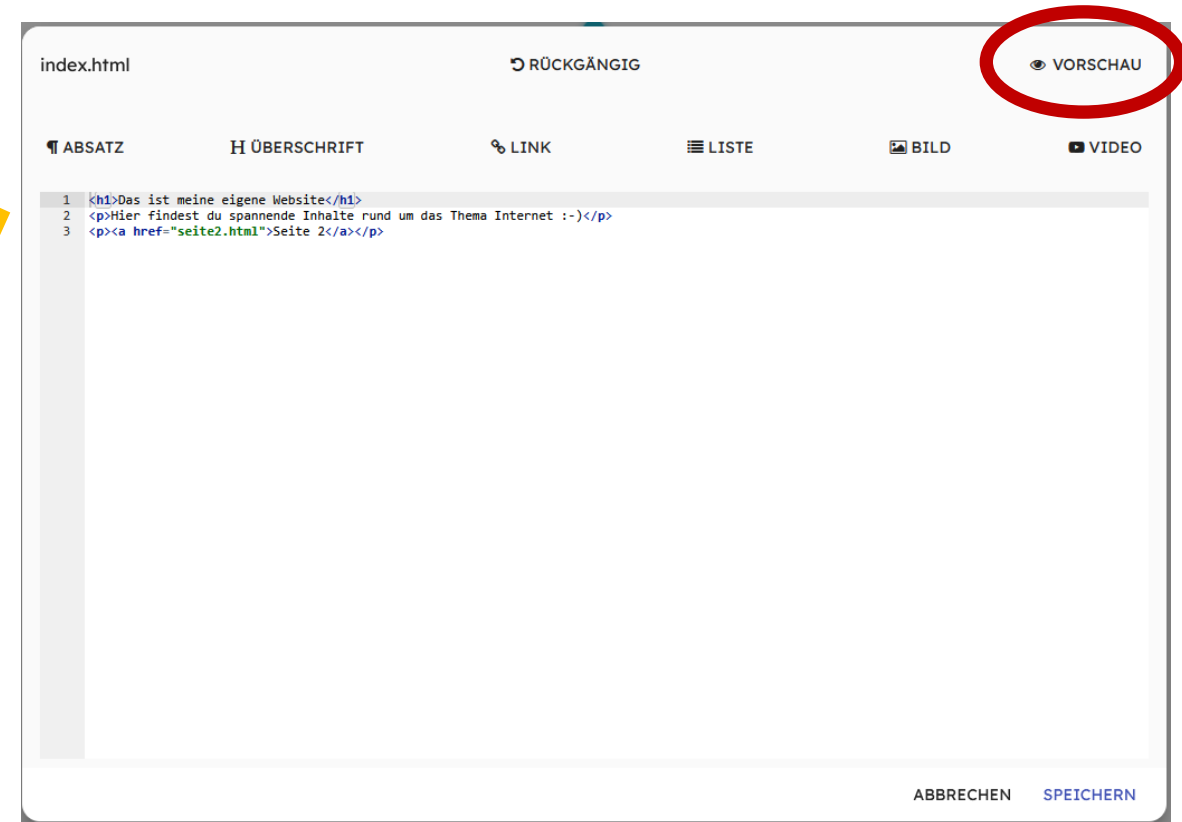 index.html RÜCKGÄNGIG VORSCHAU
ABSATZ H ÜBERSCHRIFT LINK LISTE BILD VIDEO
1 <h1>Das ist meine eigene Website</h1>
2 <p>Hier findest du spannende Inhalte rund um das Thema Internet :-)</p>
3 <p><a href="seite2.html">Seite 2</a></p>
ABBRECHEN SPEICHERN